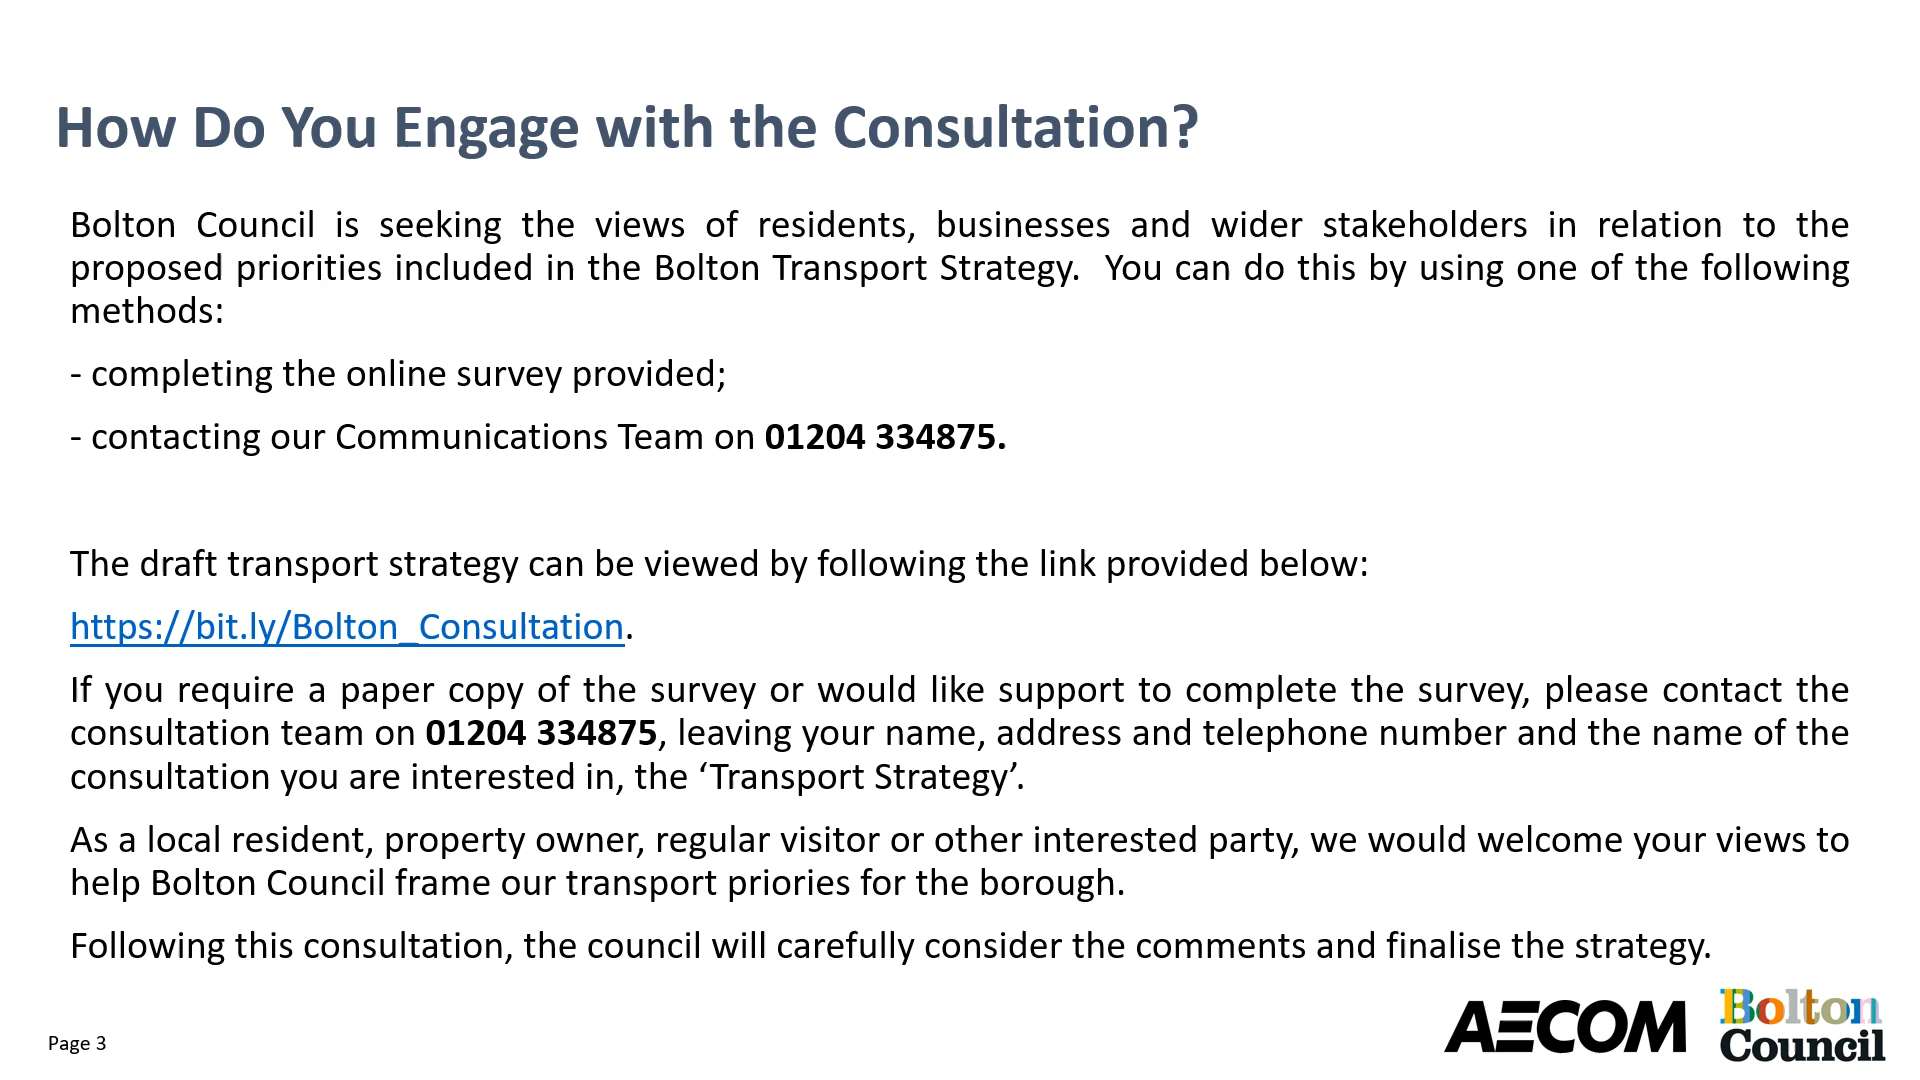 How Do You Engage with the Consultation?
Bolton Council is seeking the views of residents, businesses and wider stakeholders in relation to the
proposed priorities included in the Bolton Transport Strategy.  You can do this by using one of the following
methods:
- completing the online survey provided;
- contacting our Communications Team on 01204 334875.
The draft transport strategy can be viewed by following the link provided below:
https://bit.ly/Bolton_Consultation.
If you require a paper copy of the survey or would like support to complete the survey, please contact the
consultation team on 01204 334875, leaving your name, address and telephone number and the name of the
consultation you are interested in, the ‘Transport Strategy’.
As a local resident, property owner, regular visitor or other interested party, we would welcome your views to
help Bolton Council frame our transport priories for the borough.
Following this consultation, the council will carefully consider the comments and finalise the strategy.
Page 3
AECOM
Bolton
Council